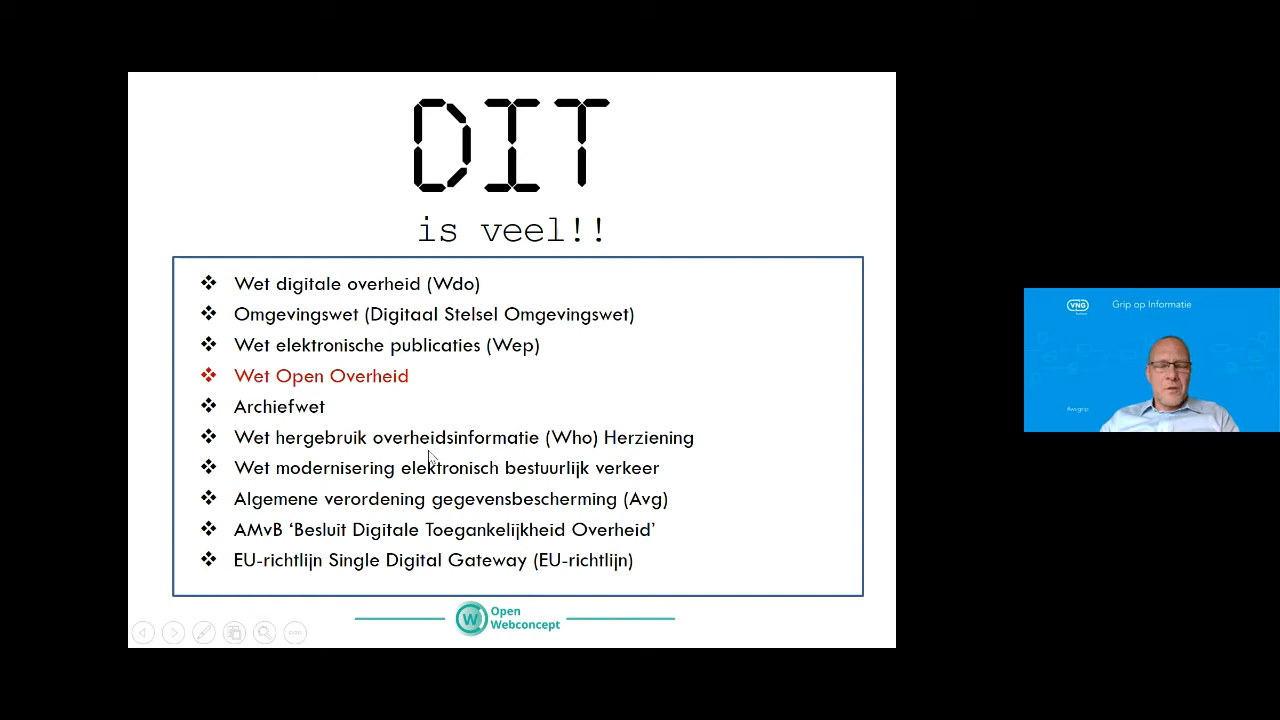 DIT
is veel!!
Wet digitale overheid (Wdo)
Omgevingswet (Digitaal Stelsel Omgevingswet)
Wet elektronische publicaties (Wep)
Wet Open Overheid
Archiefwet
Wet hergebruik overheidsinformatie (Who) Herziening
Wet modernisering elektronisch bestuurlijk verkeer
Algemene verordening gegevensbescherming (Avg)
AMvB ‘Besluit Digitale Toegankelijkheid Overheid’
EU-richtlijn Single Digital Gateway (EU-richtlijn)
W
Open
Webconcept
VNG
Grip op Informatie